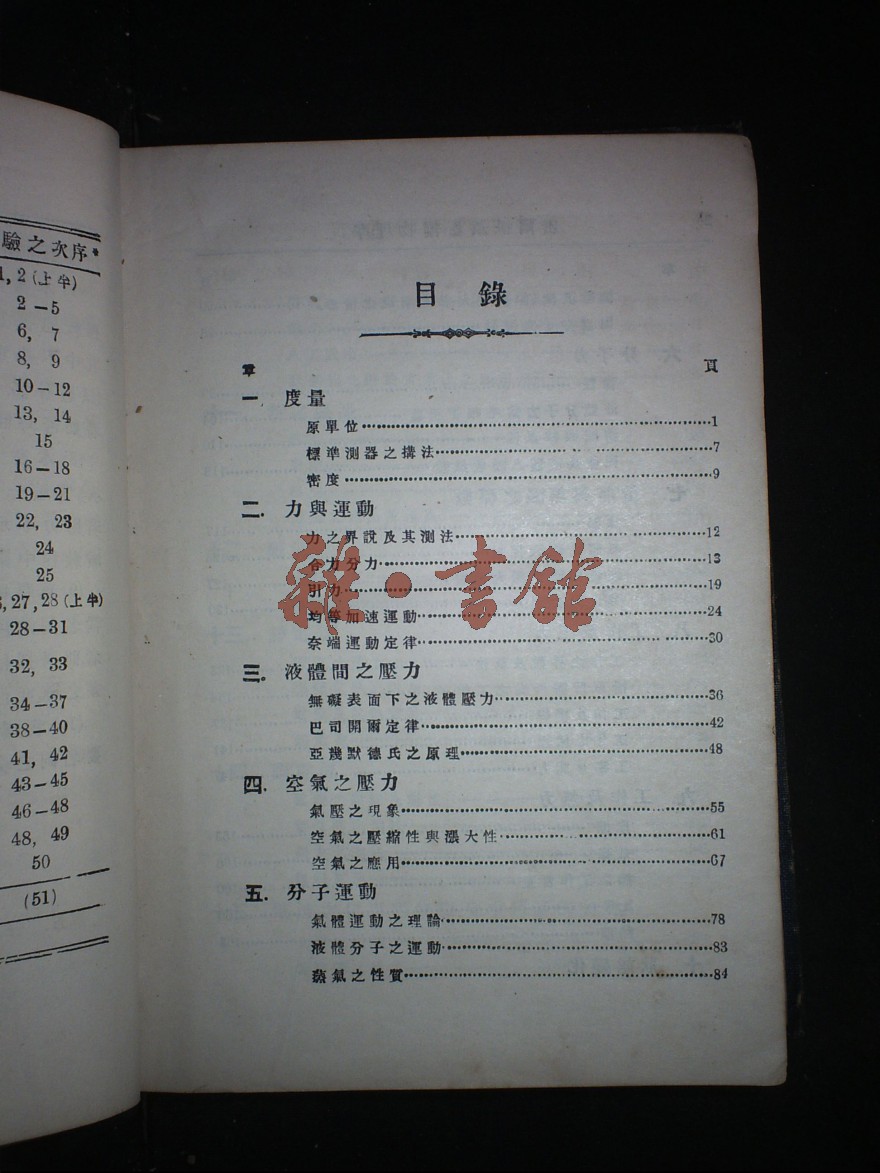 驗之次序
1, 2 (上半)
2－5
6, 7
8, 9
10－12
13, 14
15
16－18
19－21
22, 23
24
25
, 27, 28 (上半)
28－31
32, 33
34－37
38－40
41, 42
43－45
46－48
48, 49
50
(51)
目錄
章 頁
一. 度量
原單位 1
標準測器之搆法 7
密度 9
二. 力與運動
力之界說及其測法 12
合力分力 13
引力 19
均等加速運動 24
奈端運動定律 30
三. 液體間之壓力
無礙表面下之液體壓力 36
巴司開爾定律 42
亞幾默德氏之原理 48
四. 空氣之壓力
氣壓之現象 55
空氣之壓縮性與漲大性 61
空氣之應用 67
五. 分子運動
氣體運動之理論 78
液體分子之運動 83
蒸氣之性質 84
雜·書館